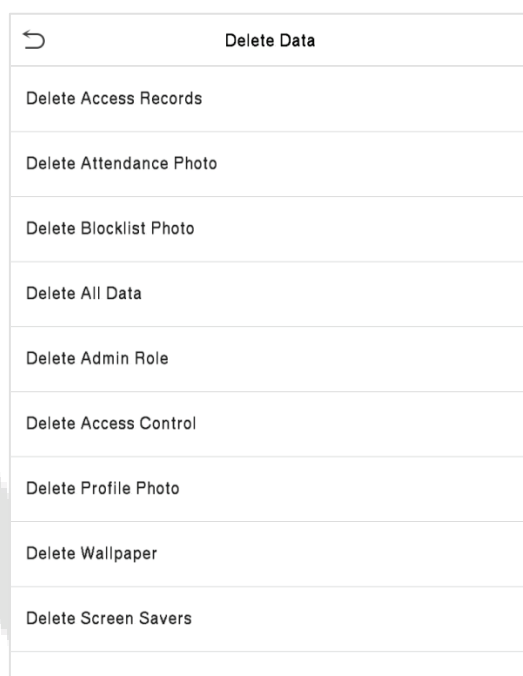 Delete Data
Delete Access Records
Delete Attendance Photo
Delete Blocklist Photo
Delete All Data
Delete Admin Role
Delete Access Control
Delete Profile Photo
Delete Wallpaper
Delete Screen Savers